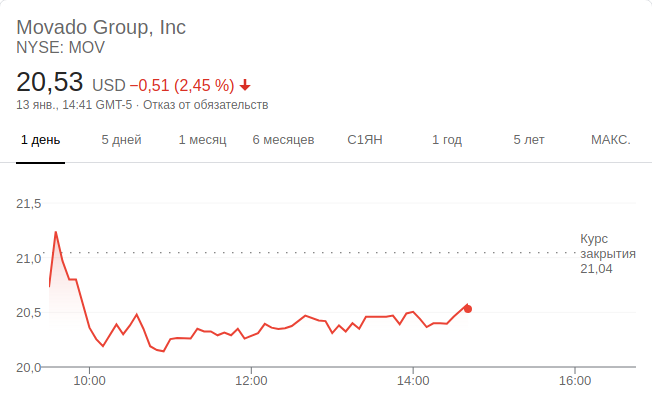 Movado Group, Inc
NYSE: MOV
20,53 USD −0,51 (2,45 %)
13 янв., 14:41 GMT-5 · Отказ от обязательств
1 день 5 дней 1 месяц 6 месяцев С1ЯН 1 год 5 лет МАКС.
21,5
Курс
закрытия
21,04
21,0
20,5
20,0
10:00 12:00 14:00 16:00